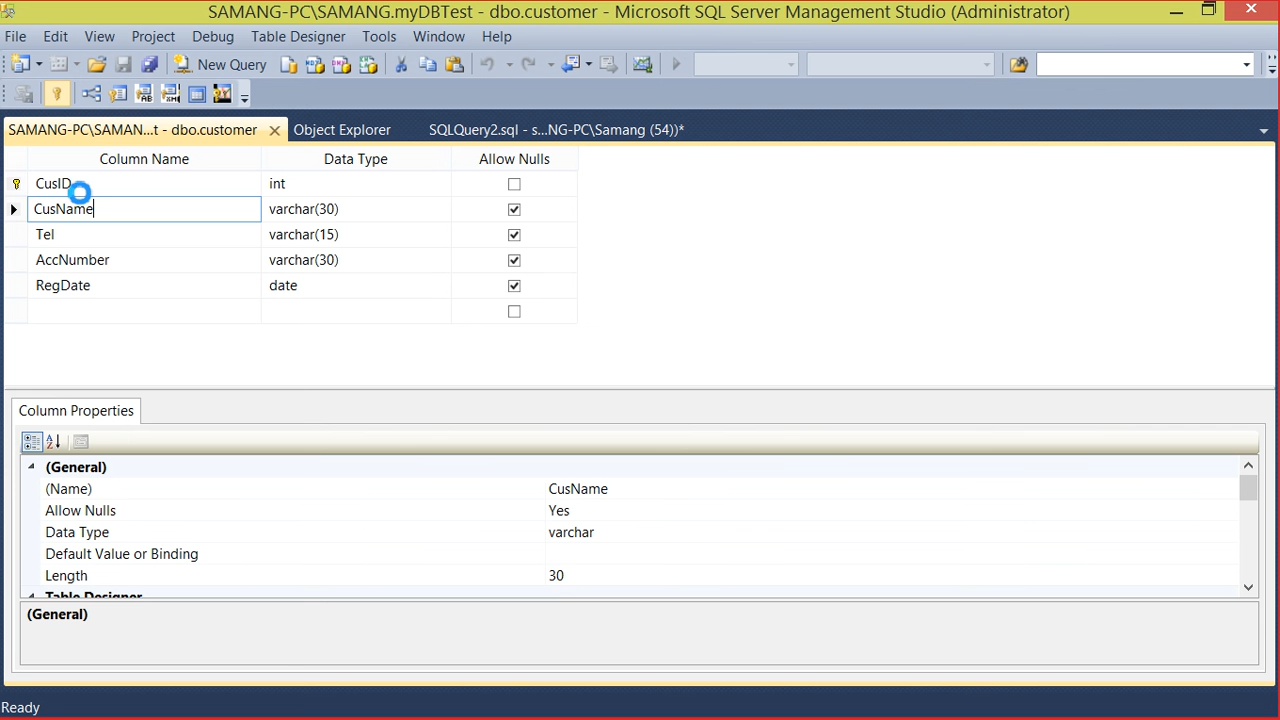 SAMANG-PC\SAMANG.myDBTest - dbo.customer - Microsoft SQL Server Management Studio (Administrator)
File Edit View Project Debug Table Designer Tools Window Help
New Query
SAMANG-PC\SAMAN...t - dbo.customer Object Explorer SQLQuery2.sql - s...NG-PC\Samang (54))*
Column Name Data Type Allow Nulls
CusID int
CusName varchar(30)
Tel varchar(15)
AccNumber varchar(30)
RegDate date
Column Properties
(General)
(Name) CusName
Allow Nulls Yes
Data Type varchar
Default Value or Binding
Length 30
Table Designer
(General)
Ready